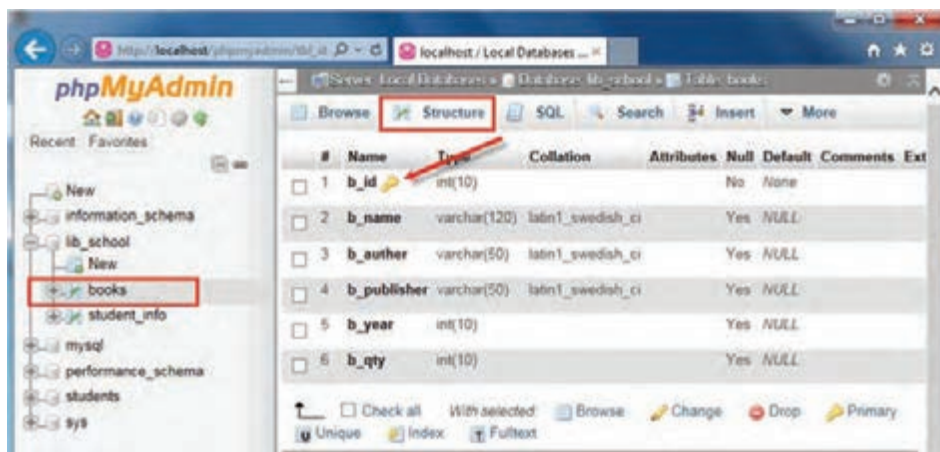 localhost / Local Databases ...
phpMyAdmin
Recent Favorites
New
information_schema
lib_school
New
books
student_info
mysql
performance_schema
students
sys
Server: Local Databases » Database: lib_school » Table: books
Browse Structure SQL Search Insert More
# Name Type Collation Attributes Null Default Comments Ext
1 b_id int(10) No None
2 b_name varchar(120) latin1_swedish_ci Yes NULL
3 b_auther varchar(50) latin1_swedish_ci Yes NULL
4 b_publisher varchar(50) latin1_swedish_ci Yes NULL
5 b_year int(10) Yes NULL
6 b_qty int(10) Yes NULL
Check all With selected: Browse Change Drop Primary
Unique Index Fulltext